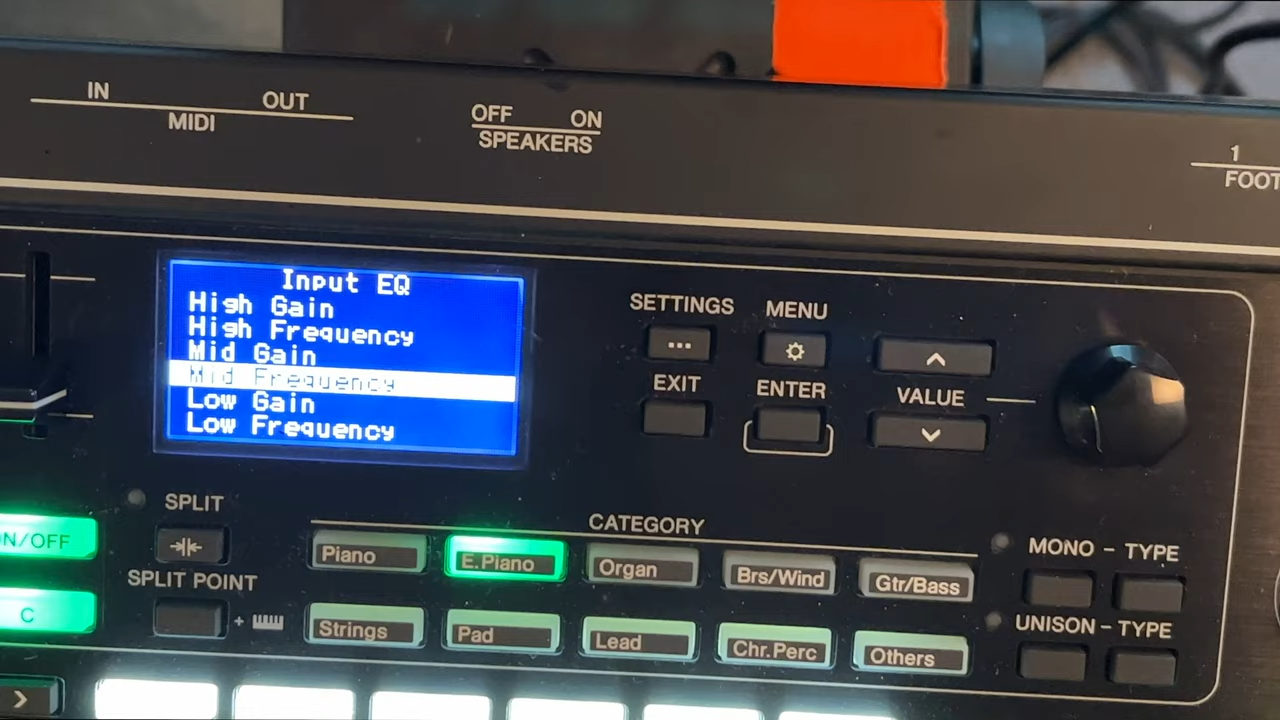 IN OUT
MIDI
OFF ON
SPEAKERS
1
FOOT
Input EQ
High Gain
High Frequency
Mid Gain
Mid Frequency
Low Gain
Low Frequency
SETTINGS MENU
EXIT ENTER
VALUE
ON/OFF
C
SPLIT
SPLIT POINT
+
CATEGORY
Piano E.Piano Organ Brs/Wind Gtr/Bass
Strings Pad Lead Chr.Perc Others
MONO - TYPE
UNISON - TYPE